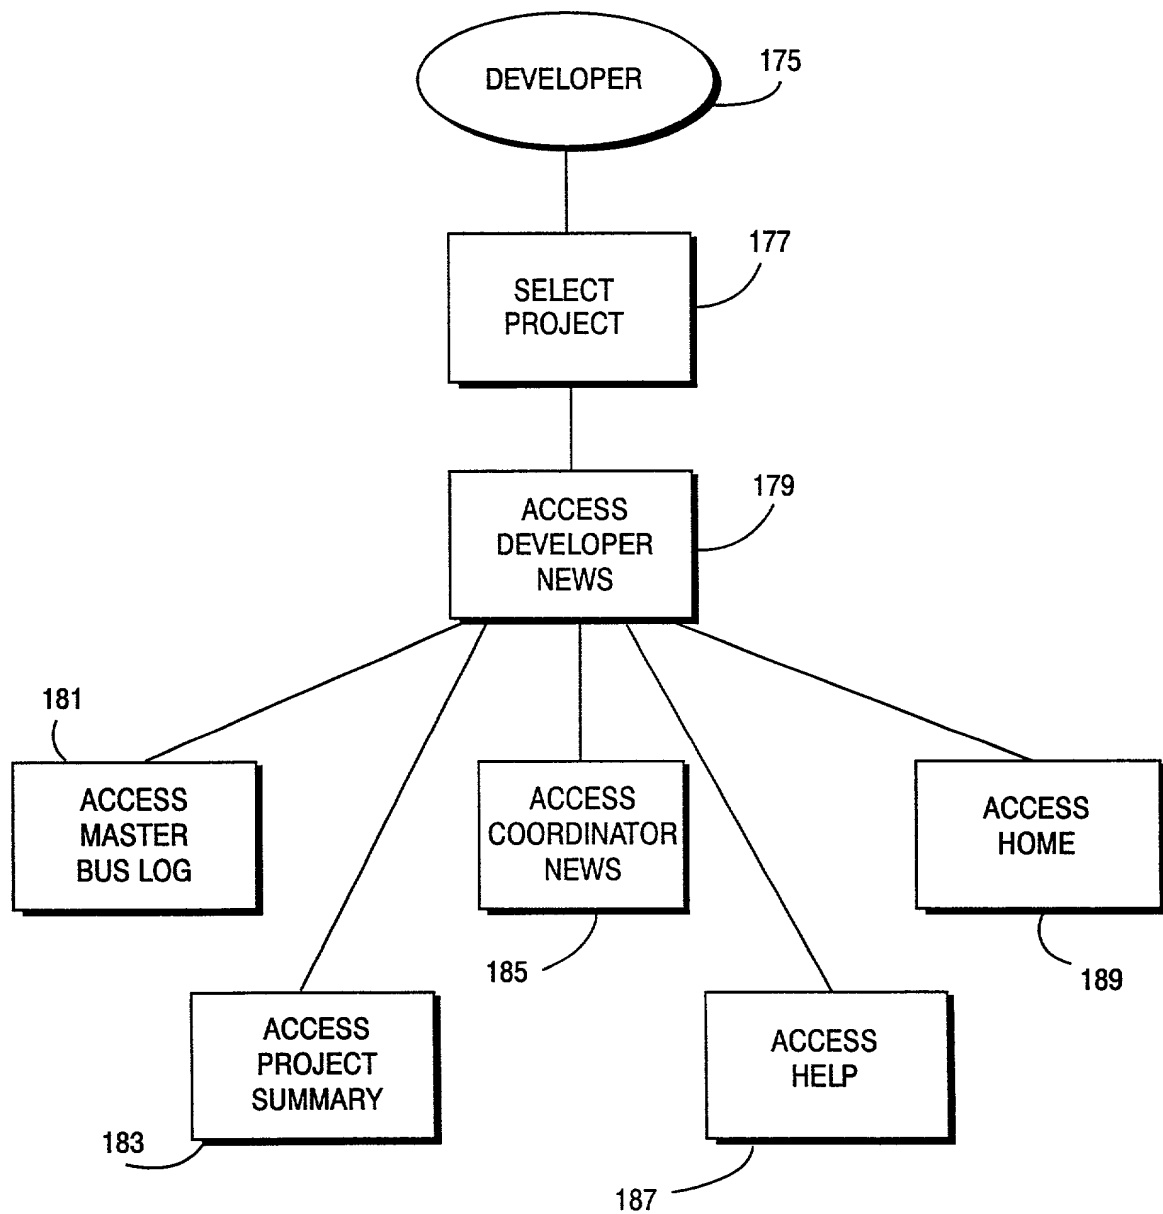 DEVELOPER
175
SELECT
PROJECT
177
ACCESS
DEVELOPER
NEWS
179
181
ACCESS
MASTER
BUS LOG
ACCESS
COORDINATOR
NEWS
185
ACCESS
HOME
189
ACCESS
PROJECT
SUMMARY
183
ACCESS
HELP
187